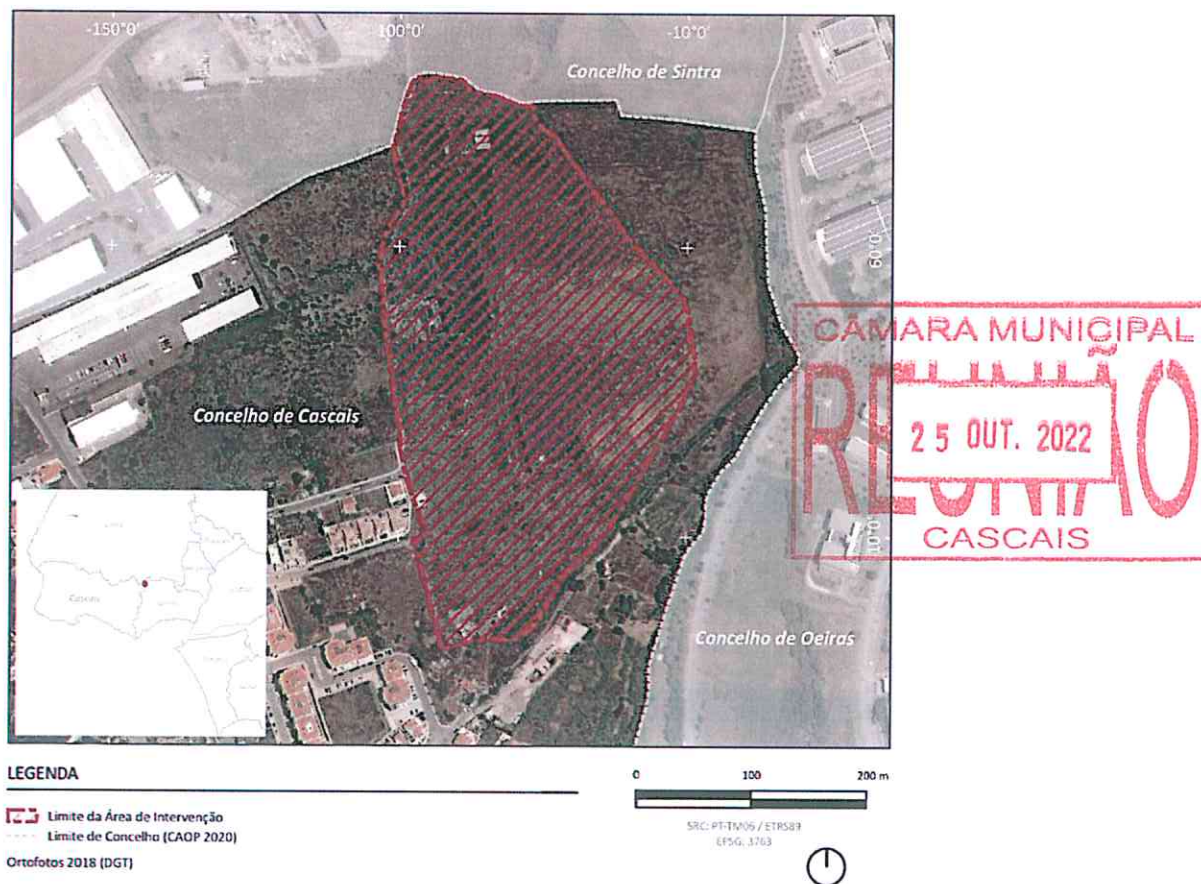 -150°0'
100°0'
-10°0'
Concelho de Sintra
60°0'
Concelho de Cascais
10°0'
Concelho de Oeiras
Cascais
CÂMARA MUNICIPAL
REUNIÃO
25 OUT. 2022
CASCAIS
LEGENDA
Limite da Área de Intervenção
Limite de Concelho (CAOP 2020)
Ortofotos 2018 (DGT)
0 100 200 m
SRC: PT-TM06 / ETRS89
EPSG: 3763